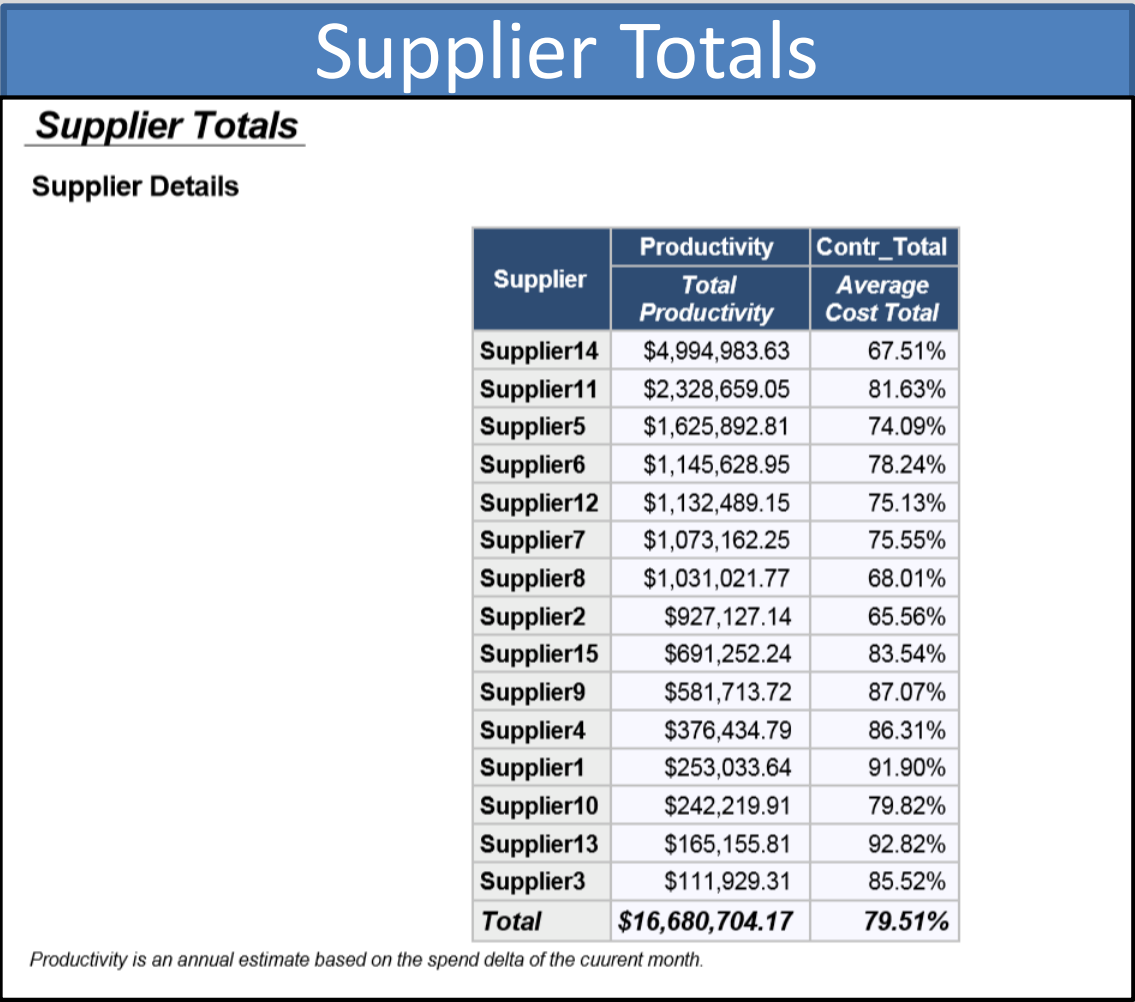 Supplier Totals
Supplier Totals
Supplier Details
Supplier Productivity Contr_Total
Total Productivity Average Cost Total
Supplier14 $4,994,983.63 67.51%
Supplier11 $2,328,659.05 81.63%
Supplier5 $1,625,892.81 74.09%
Supplier6 $1,145,628.95 78.24%
Supplier12 $1,132,489.15 75.13%
Supplier7 $1,073,162.25 75.55%
Supplier8 $1,031,021.77 68.01%
Supplier2 $927,127.14 65.56%
Supplier15 $691,252.24 83.54%
Supplier9 $581,713.72 87.07%
Supplier4 $376,434.79 86.31%
Supplier1 $253,033.64 91.90%
Supplier10 $242,219.91 79.82%
Supplier13 $165,155.81 92.82%
Supplier3 $111,929.31 85.52%
Total $16,680,704.17 79.51%
Productivity is an annual estimate based on the spend delta of the cuurent month.